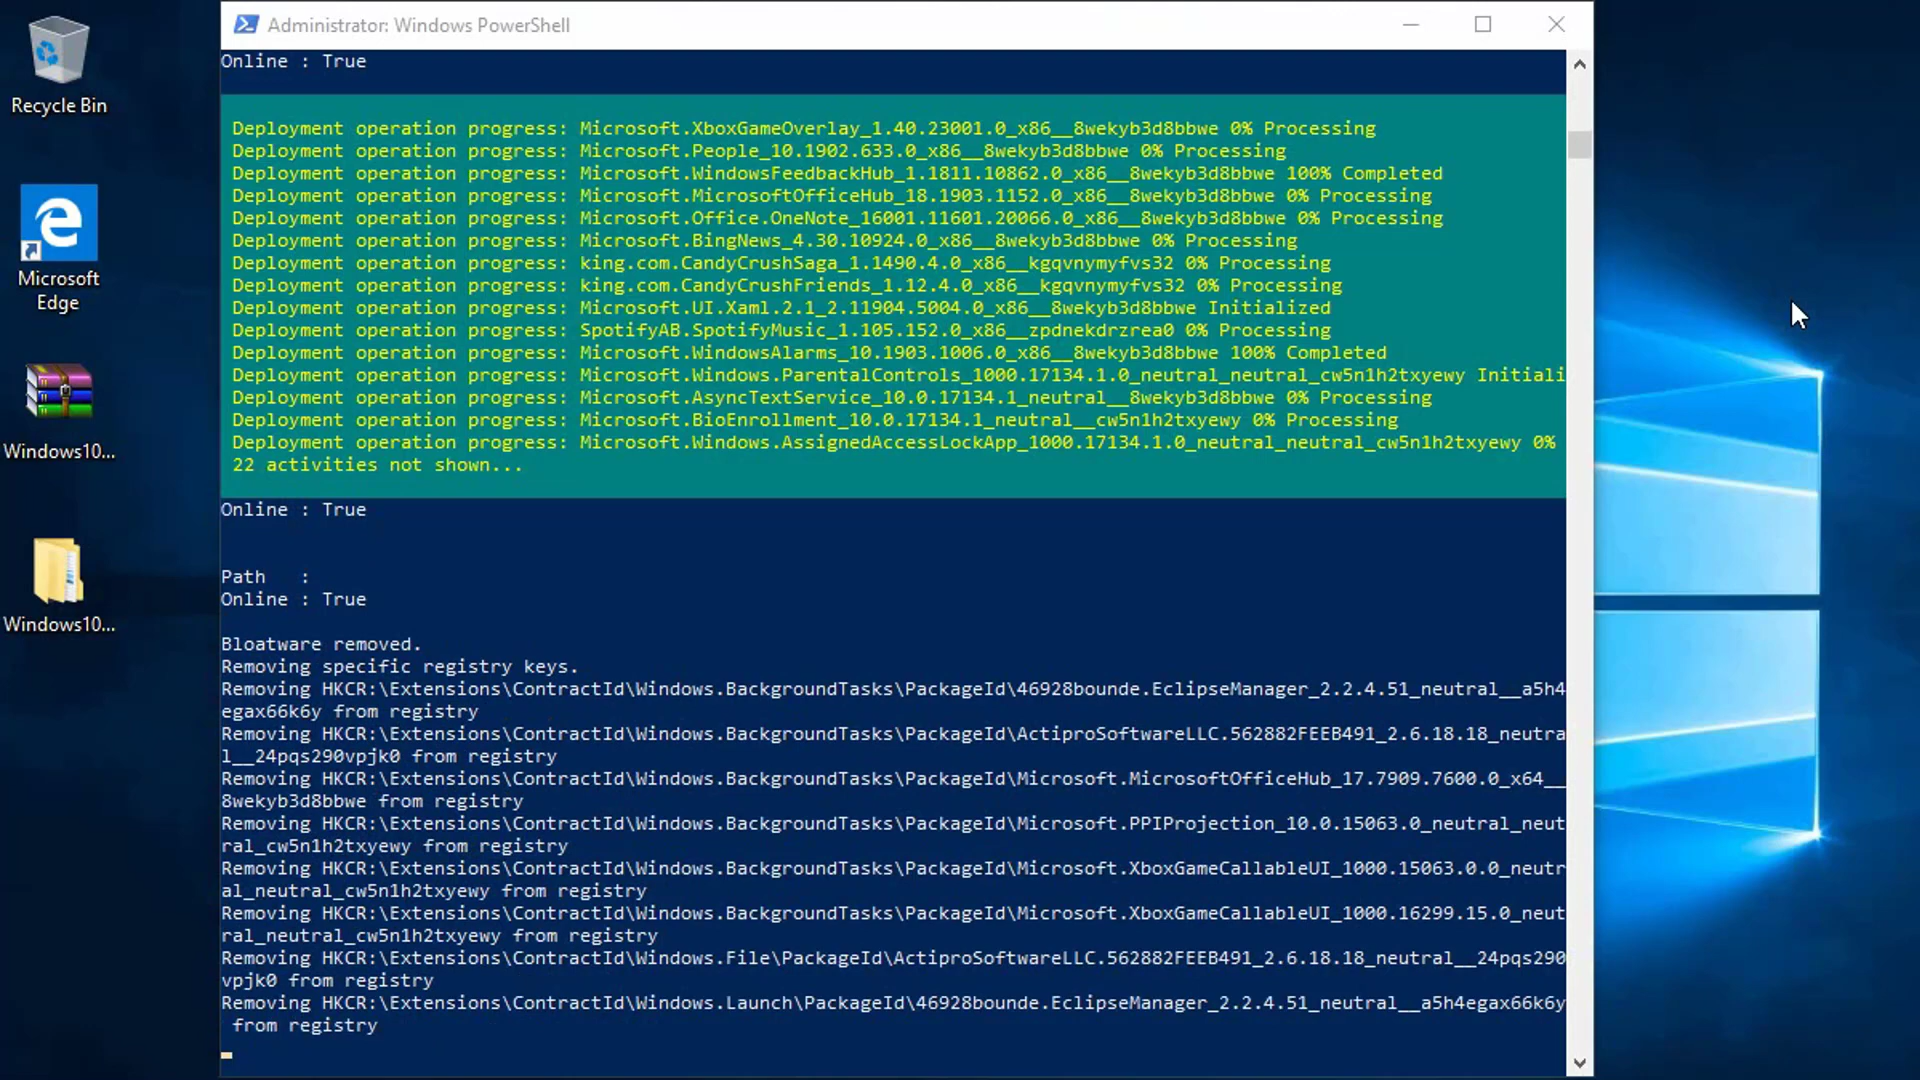 Administrator: Windows PowerShell
Recycle Bin
Microsoft
Edge
Windows10...
Windows10...
Online : True
Deployment operation progress: Microsoft.XboxGameOverlay_1.40.23001.0_x86__8wekyb3d8bbwe 0% Processing
Deployment operation progress: Microsoft.People_10.1902.633.0_x86__8wekyb3d8bbwe 0% Processing
Deployment operation progress: Microsoft.WindowsFeedbackHub_1.1811.10862.0_x86__8wekyb3d8bbwe 100% Completed
Deployment operation progress: Microsoft.MicrosoftOfficeHub_18.1903.1152.0_x86__8wekyb3d8bbwe 0% Processing
Deployment operation progress: Microsoft.Office.OneNote_16001.11601.20066.0_x86__8wekyb3d8bbwe 0% Processing
Deployment operation progress: Microsoft.BingNews_4.30.10924.0_x86__8wekyb3d8bbwe 0% Processing
Deployment operation progress: king.com.CandyCrushSaga_1.1490.4.0_x86__kgqvnymyfvs32 0% Processing
Deployment operation progress: king.com.CandyCrushFriends_1.12.4.0_x86__kgqvnymyfvs32 0% Processing
Deployment operation progress: Microsoft.UI.Xaml.2.1_2.11904.5004.0_x86__8wekyb3d8bbwe Initialized
Deployment operation progress: SpotifyAB.SpotifyMusic_1.105.152.0_x86__zpdnekdrzrea0 0% Processing
Deployment operation progress: Microsoft.WindowsAlarms_10.1903.1006.0_x86__8wekyb3d8bbwe 100% Completed
Deployment operation progress: Microsoft.Windows.ParentalControls_1000.17134.1.0_neutral_neutral_cw5n1h2txyewy Initiali
Deployment operation progress: Microsoft.AsyncTextService_10.0.17134.1_neutral__8wekyb3d8bbwe 0% Processing
Deployment operation progress: Microsoft.BioEnrollment_10.0.17134.1_neutral__cw5n1h2txyewy 0% Processing
Deployment operation progress: Microsoft.Windows.AssignedAccessLockApp_1000.17134.1.0_neutral_neutral_cw5n1h2txyewy 0%
22 activities not shown...
Online : True
Path   :
Online : True
Bloatware removed.
Removing specific registry keys.
Removing HKCR:\Extensions\ContractId\Windows.BackgroundTasks\PackageId\46928bounde.EclipseManager_2.2.4.51_neutral__a5h4
egax66k6y from registry
Removing HKCR:\Extensions\ContractId\Windows.BackgroundTasks\PackageId\ActiproSoftwareLLC.562882FEEB491_2.6.18.18_neutra
l__24pqs290vpjk0 from registry
Removing HKCR:\Extensions\ContractId\Windows.BackgroundTasks\PackageId\Microsoft.MicrosoftOfficeHub_17.7909.7600.0_x64__
8wekyb3d8bbwe from registry
Removing HKCR:\Extensions\ContractId\Windows.BackgroundTasks\PackageId\Microsoft.PPIProjection_10.0.15063.0_neutral_neut
ral_cw5n1h2txyewy from registry
Removing HKCR:\Extensions\ContractId\Windows.BackgroundTasks\PackageId\Microsoft.XboxGameCallableUI_1000.15063.0.0_neutr
al_neutral_cw5n1h2txyewy from registry
Removing HKCR:\Extensions\ContractId\Windows.BackgroundTasks\PackageId\Microsoft.XboxGameCallableUI_1000.16299.15.0_neut
ral_neutral_cw5n1h2txyewy from registry
Removing HKCR:\Extensions\ContractId\Windows.File\PackageId\ActiproSoftwareLLC.562882FEEB491_2.6.18.18_neutral__24pqs290
vpjk0 from registry
Removing HKCR:\Extensions\ContractId\Windows.Launch\PackageId\46928bounde.EclipseManager_2.2.4.51_neutral__a5h4egax66k6y
 from registry